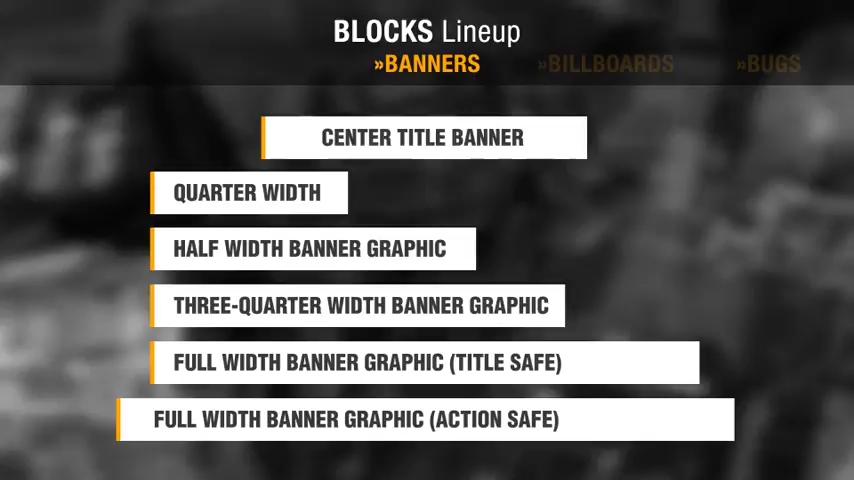 BLOCKS Lineup
»BANNERS »BILLBOARDS »BUGS
CENTER TITLE BANNER
QUARTER WIDTH
HALF WIDTH BANNER GRAPHIC
THREE-QUARTER WIDTH BANNER GRAPHIC
FULL WIDTH BANNER GRAPHIC (TITLE SAFE)
FULL WIDTH BANNER GRAPHIC (ACTION SAFE)